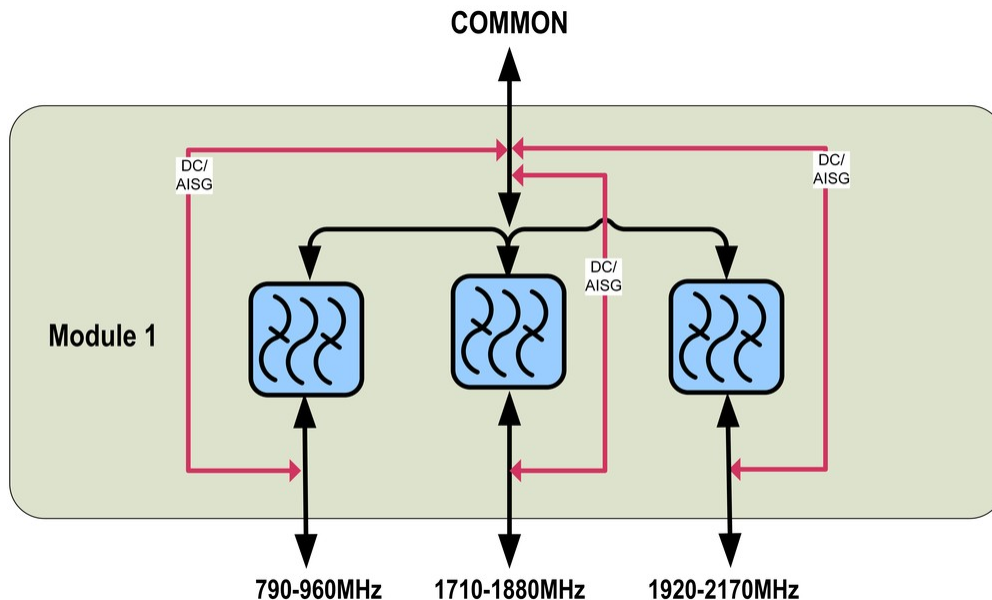 COMMON
DC/
AISG
DC/
AISG
DC/
AISG
Module 1
790-960MHz
1710-1880MHz
1920-2170MHz